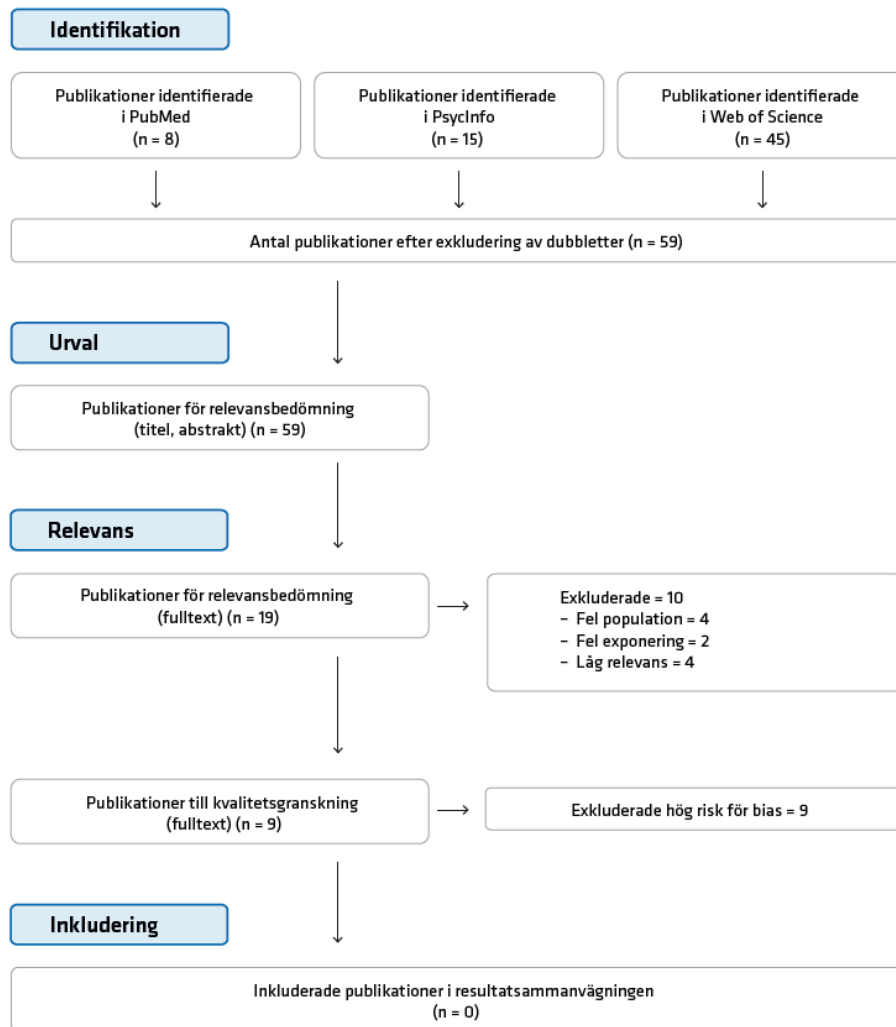 Identifikation
Publikationer identifierade
i PubMed
(n = 8)
Publikationer identifierade
i PsycInfo
(n = 15)
Publikationer identifierade
i Web of Science
(n = 45)
Antal publikationer efter exkludering av dubbletter (n = 59)
Urval
Publikationer för relevansbedömning
(titel, abstrakt) (n = 59)
Relevans
Publikationer för relevansbedömning
(fulltext) (n = 19)
Exkluderade = 10
– Fel population = 4
– Fel exponering = 2
– Låg relevans = 4
Publikationer till kvalitetsgranskning
(fulltext) (n = 9)
Exkluderade hög risk för bias = 9
Inkludering
Inkluderade publikationer i resultatsammanvägningen
(n = 0)